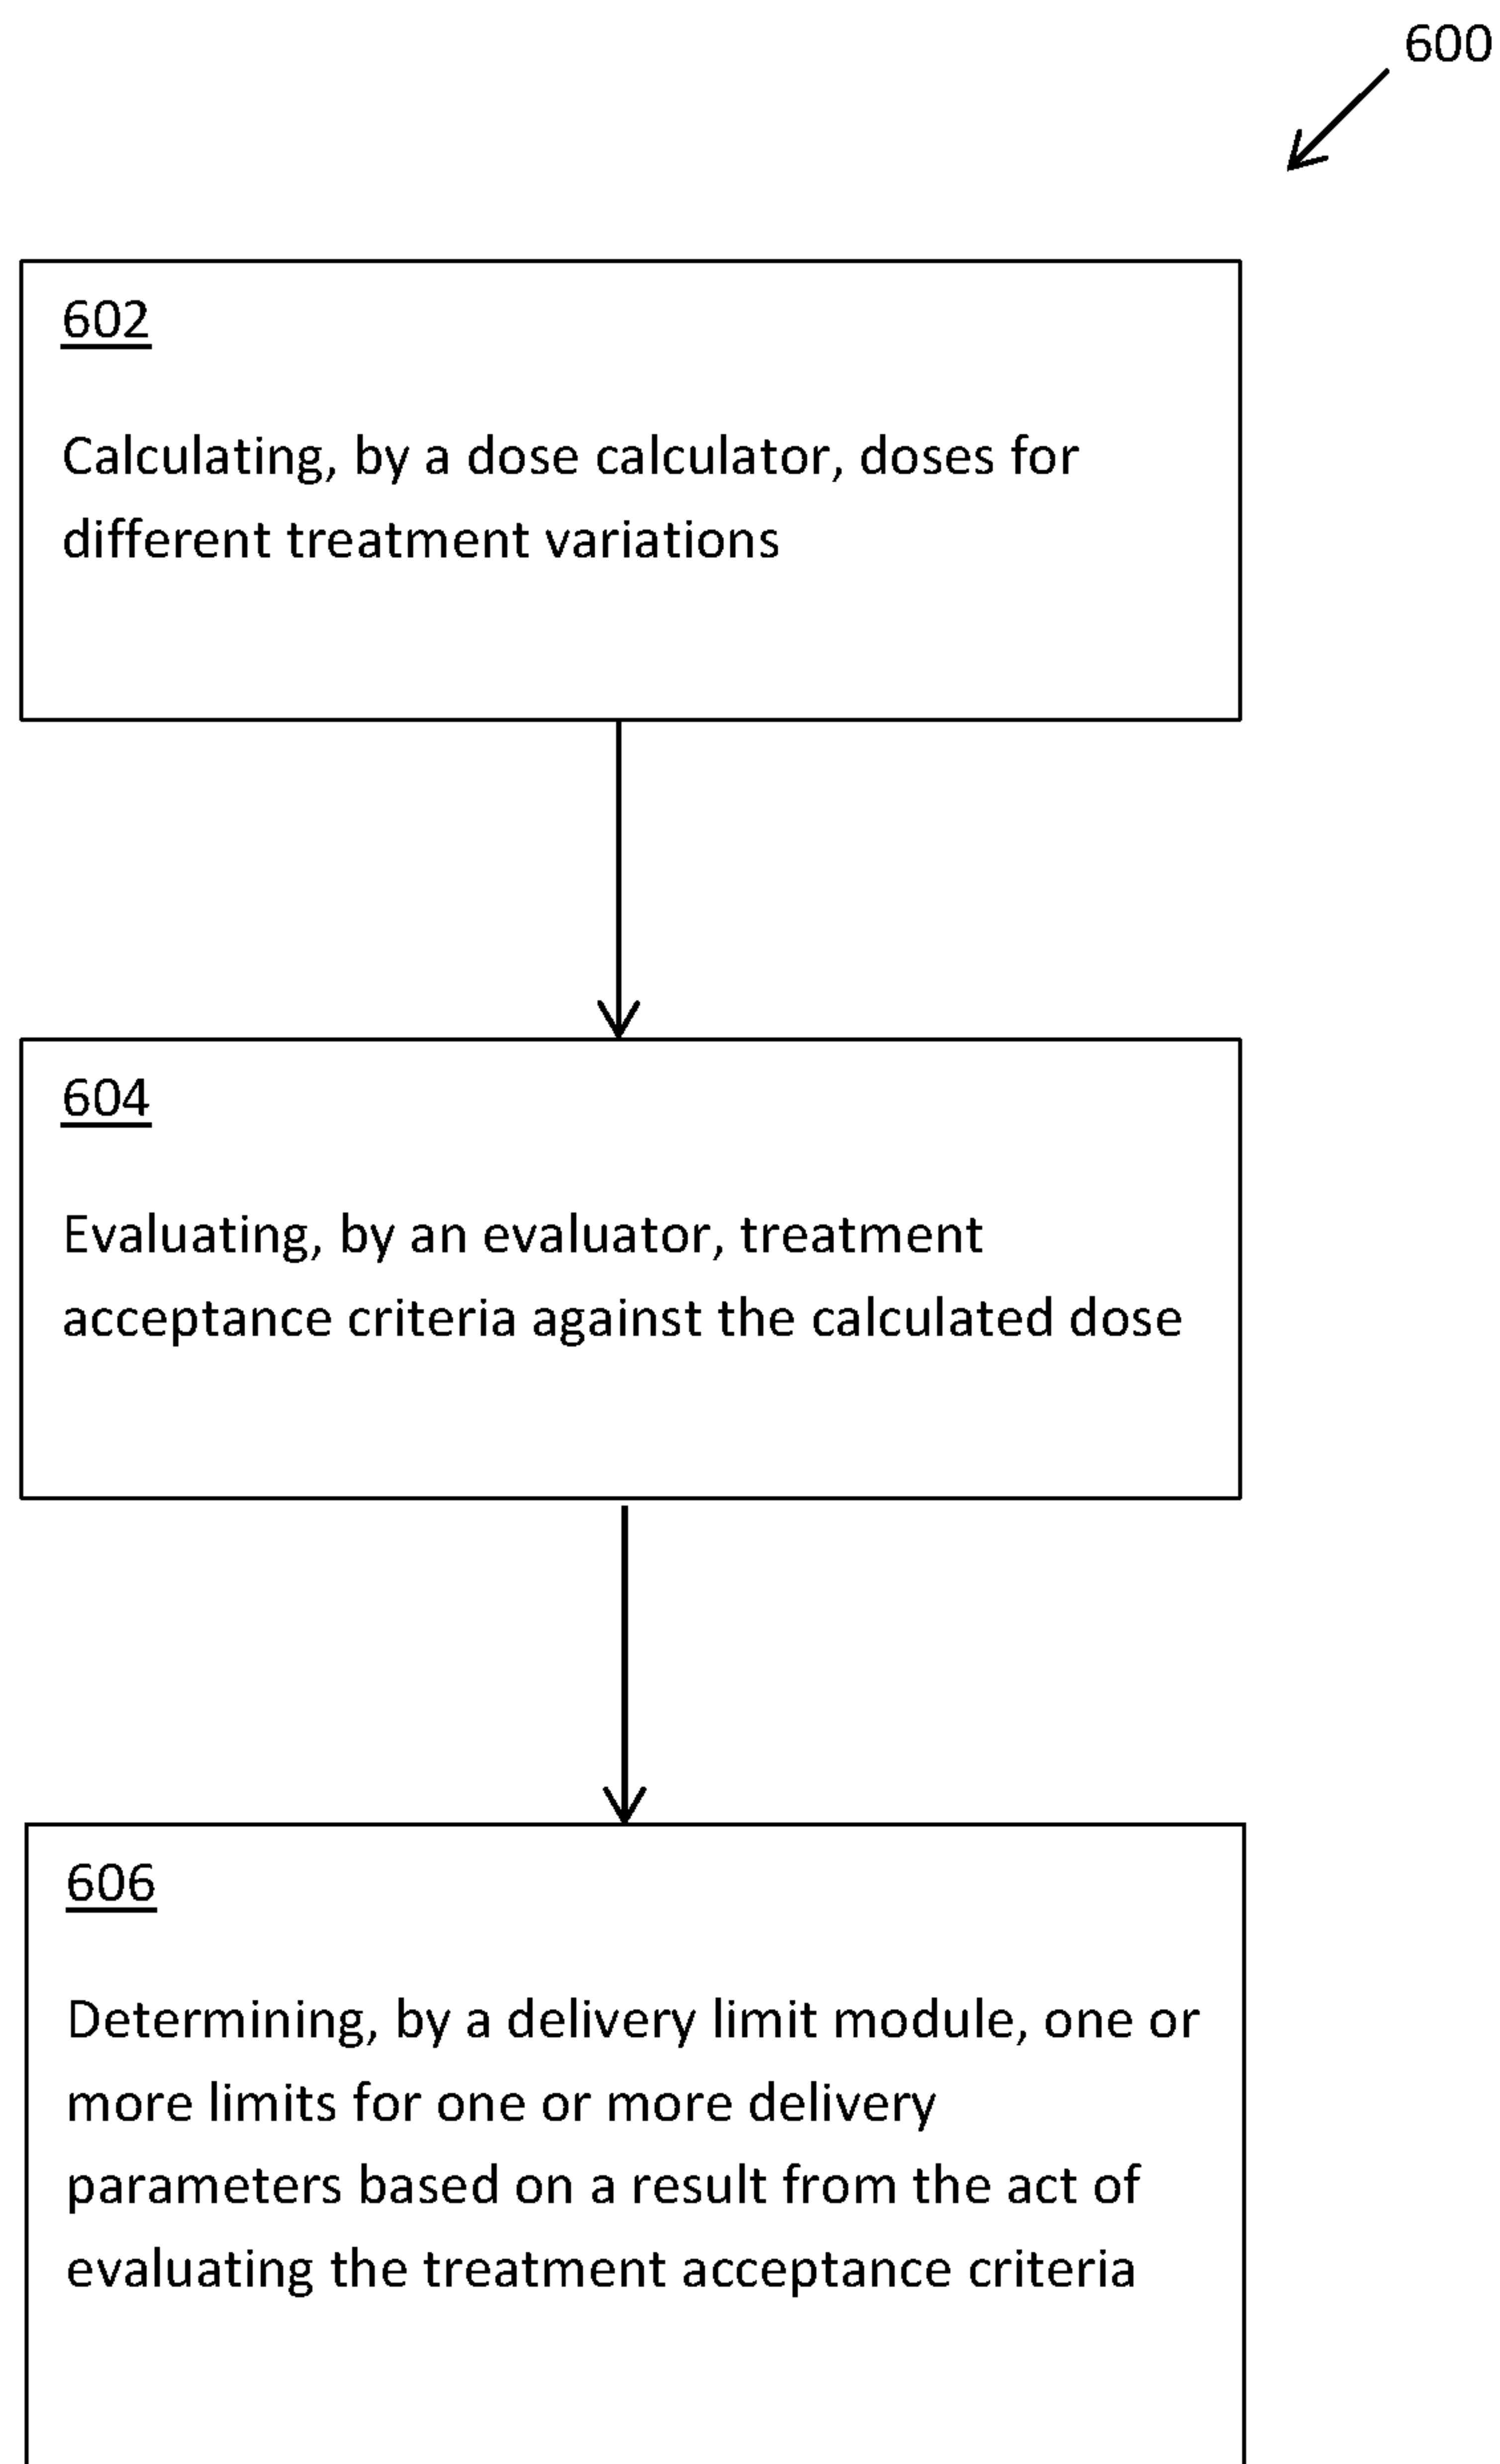 600
602
Calculating, by a dose calculator, doses for
different treatment variations
604
Evaluating, by an evaluator, treatment
acceptance criteria against the calculated dose
606
Determining, by a delivery limit module, one or
more limits for one or more delivery
parameters based on a result from the act of
evaluating the treatment acceptance criteria